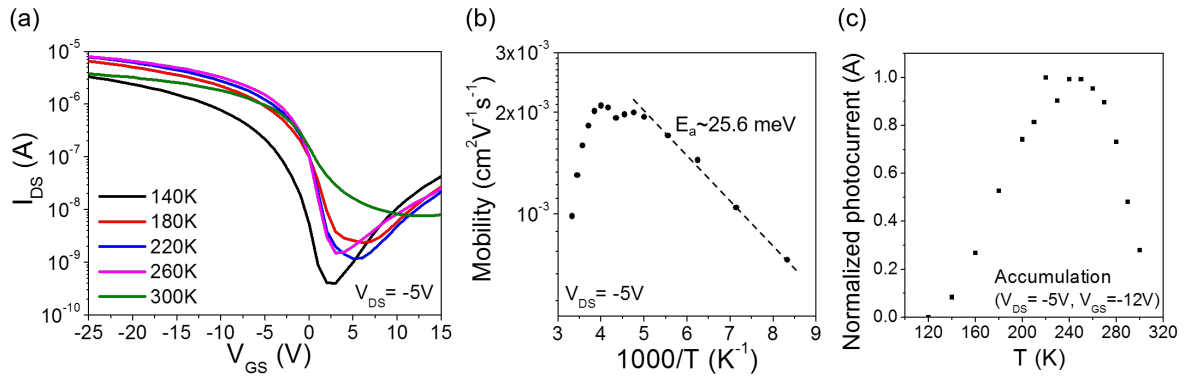 (a)
10⁻⁵
10⁻⁶
10⁻⁷
10⁻⁸
10⁻⁹
10⁻¹⁰
I_DS (A)
140K
180K
220K
260K
300K
V_DS= -5V
-25 -20 -15 -10 -5 0 5 10 15
V_GS (V)
(b)
3x10⁻³
2x10⁻³
10⁻³
Mobility (cm²V⁻¹s⁻¹)
E_a~25.6 meV
V_DS= -5V
3 4 5 6 7 8 9
1000/T (K⁻¹)
(c)
1.0
0.8
0.6
0.4
0.2
0.0
Normalized photocurrent (A)
Accumulation
(V_DS= -5V, V_GS=-12V)
80 120 160 200 240 280 320
T (K)